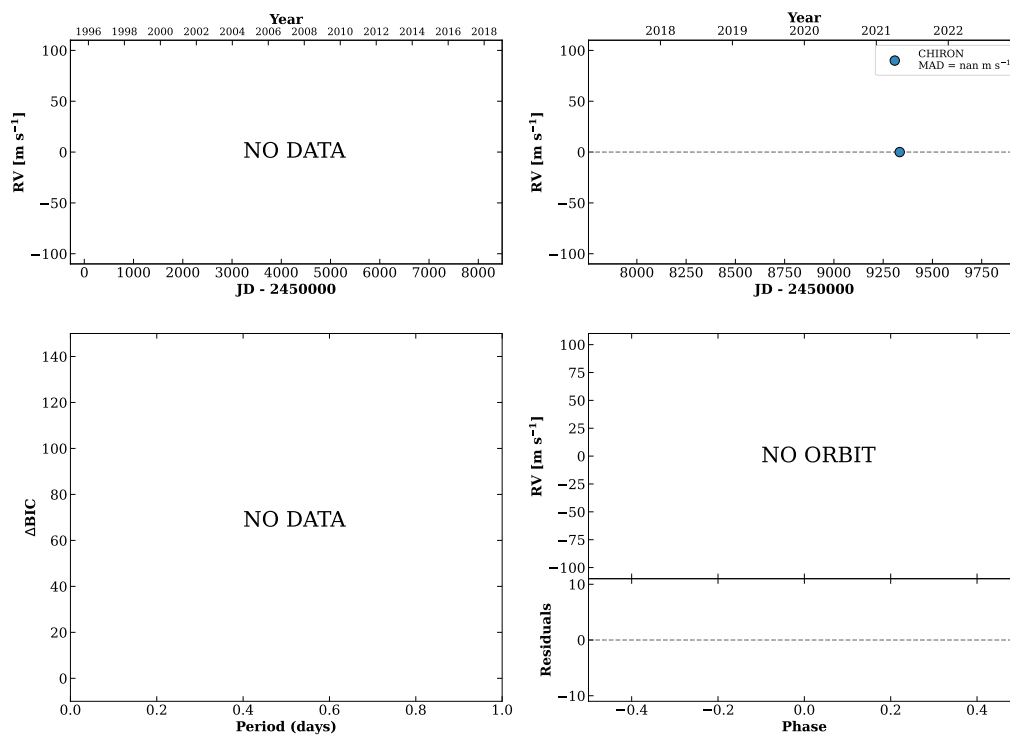 Year
1996 1998 2000 2002 2004 2006 2008 2010 2012 2014 2016 2018
100
50
0
−50
−100
RV [m s⁻¹]
NO DATA
0 1000 2000 3000 4000 5000 6000 7000 8000
JD - 2450000
Year
2018 2019 2020 2021 2022
100
50
0
−50
−100
RV [m s⁻¹]
CHIRON
MAD = nan m s⁻¹
8000 8250 8500 8750 9000 9250 9500 9750
JD - 2450000
140
120
100
80
60
40
20
0
ΔBIC
NO DATA
0.0 0.2 0.4 0.6 0.8 1.0
Period (days)
100
75
50
25
0
−25
−50
−75
−100
RV [m s⁻¹]
NO ORBIT
10
0
−10
Residuals
−0.4 −0.2 0.0 0.2 0.4
Phase